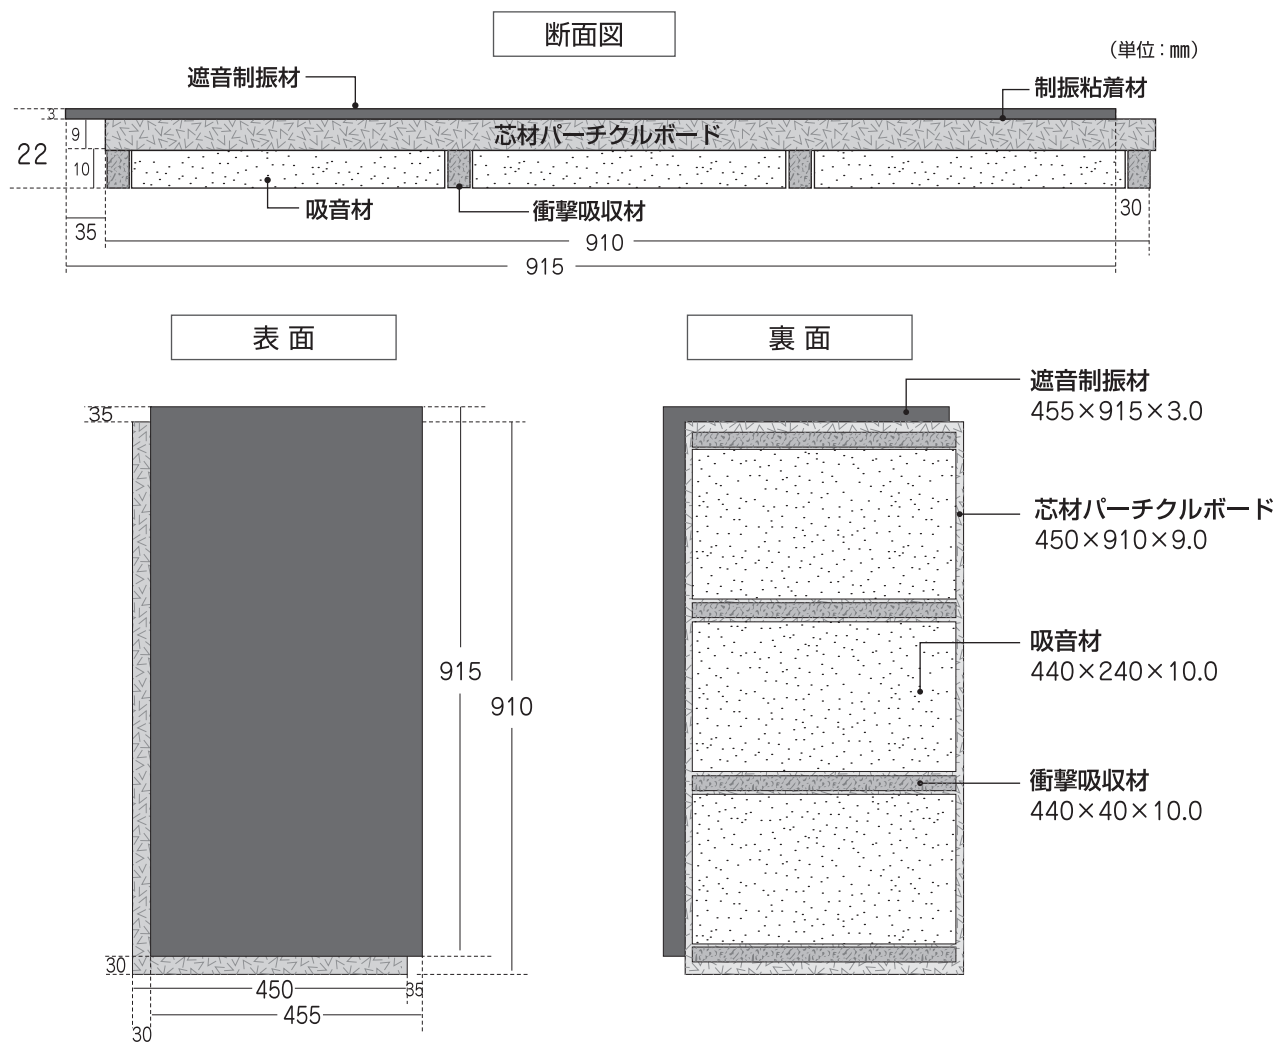 断面図
（単位：㎜）
遮音制振材
制振粘着材
3
芯材パーチクルボード
9
22
10
吸音材
衝撃吸収材
30
35
910
915
表 面
裏 面
遮音制振材
455×915×3.0
35
芯材パーチクルボード
450×910×9.0
吸音材
440×240×10.0
915
910
衝撃吸収材
440×40×10.0
30
450
35
455
30